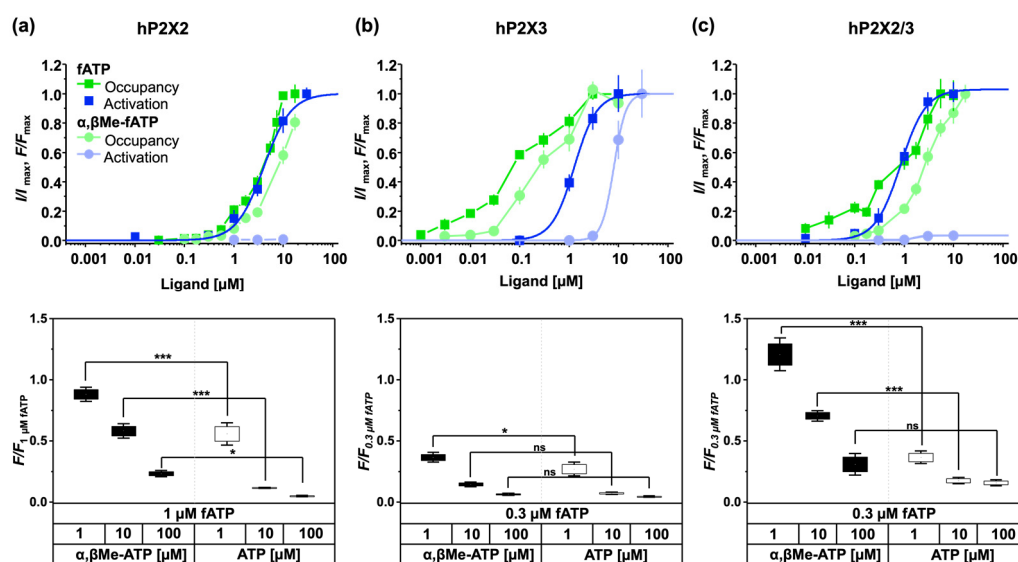 (a) hP2X2
(b) hP2X3
(c) hP2X2/3
I/I max, F/Fmax
1.2
1.0
0.8
0.6
0.4
0.2
0.0
fATP
Occupancy
Activation
α,βMe-fATP
Occupancy
Activation
0.001 0.01 0.1 1 10 100
Ligand [µM]
I/I max, F/Fmax
1.2
1.0
0.8
0.6
0.4
0.2
0.0
0.001 0.01 0.1 1 10 100
Ligand [µM]
I/I max, F/Fmax
1.2
1.0
0.8
0.6
0.4
0.2
0.0
0.001 0.01 0.1 1 10 100
Ligand [µM]
F/F1 µM fATP
1.5
1.0
0.5
0.0
***
***
*
1 µM fATP
1 10 100 1 10 100
α,βMe-ATP [µM] ATP [µM]
F/F0.3 µM fATP
1.5
1.0
0.5
0.0
*
ns
ns
0.3 µM fATP
1 10 100 1 10 100
α,βMe-ATP [µM] ATP [µM]
F/F0.3 µM fATP
1.5
1.0
0.5
0.0
***
***
ns
0.3 µM fATP
1 10 100 1 10 100
α,βMe-ATP [µM] ATP [µM]